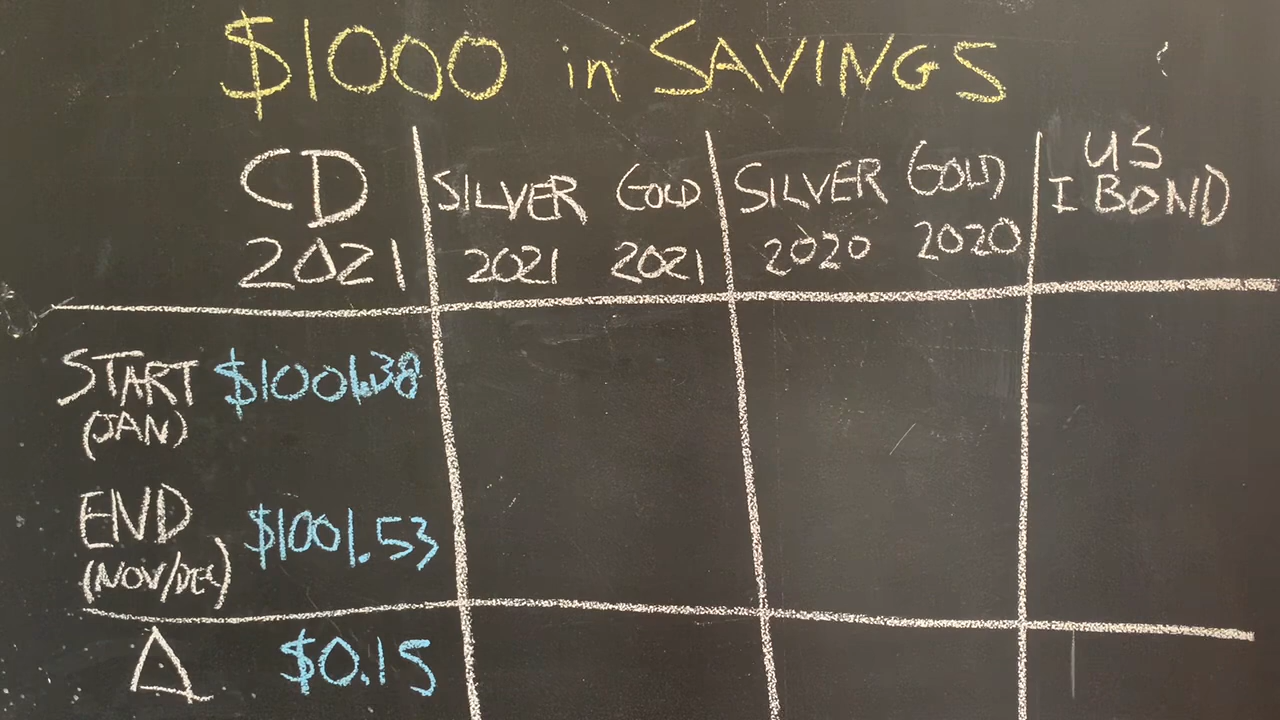 $1000 in SAVINGS
CD 2021
SILVER 2021
GOLD 2021
SILVER 2020
GOLD 2020
US I BOND
START (JAN) $1001.38
END (NOV/DEC) $1001.53
Δ $0.15